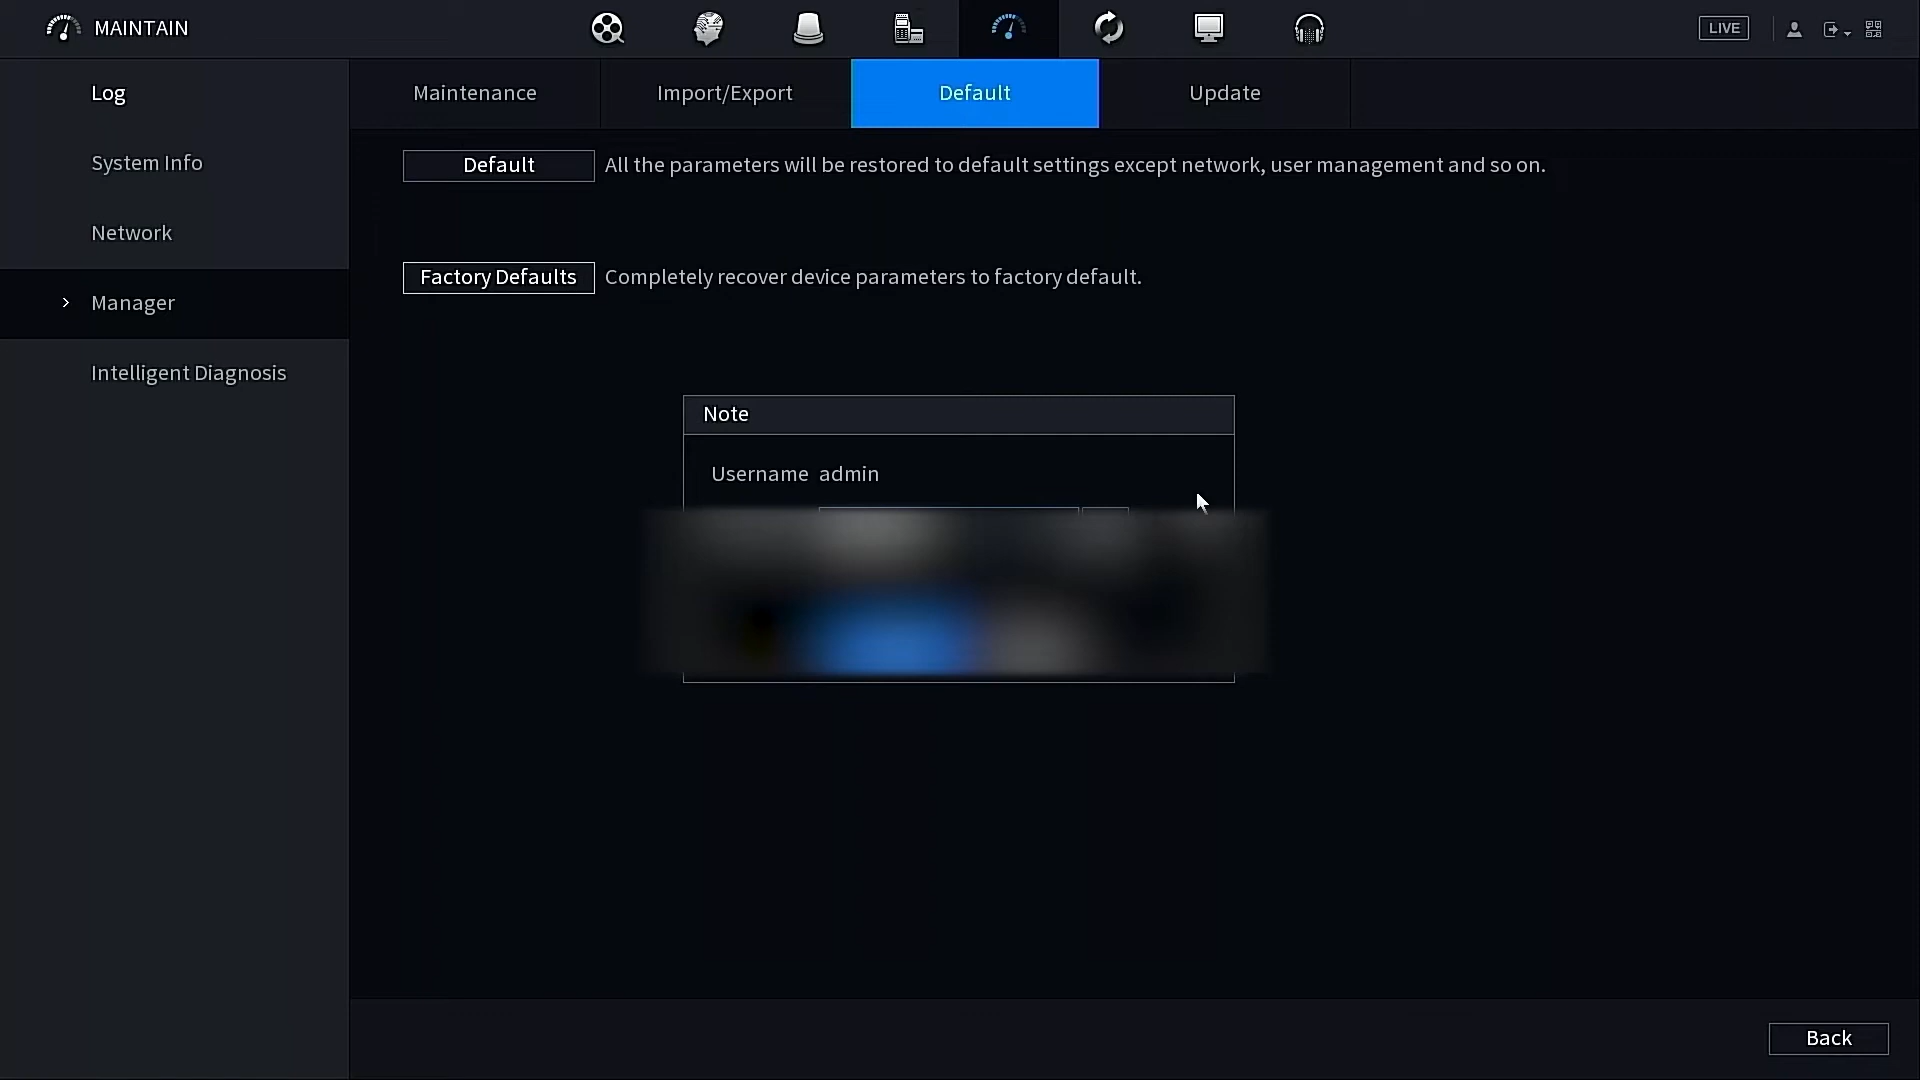 MAINTAIN
LIVE
Log
System Info
Network
Manager
Intelligent Diagnosis
Maintenance
Import/Export
Default
Update
Default
All the parameters will be restored to default settings except network, user management and so on.
Factory Defaults
Completely recover device parameters to factory default.
Note
Username admin
Back